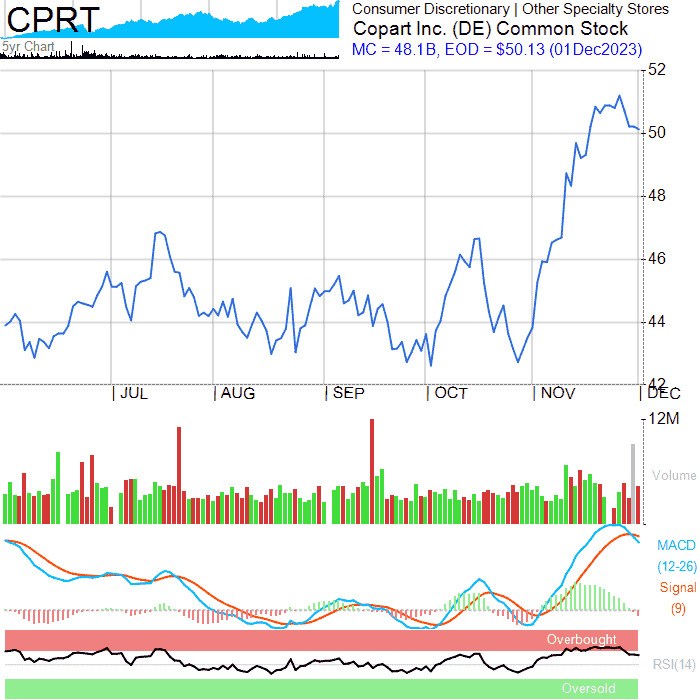 CPRT
5yr Chart
Consumer Discretionary | Other Specialty Stores
Copart Inc. (DE) Common Stock
MC = 48.1B, EOD = $50.13 (01Dec2023)
52
50
48
46
44
42
| JUL
| AUG
| SEP
| OCT
| NOV
| DEC
12M
Volume
MACD
(12-26)
Signal
(9)
Overbought
RSI(14)
Oversold